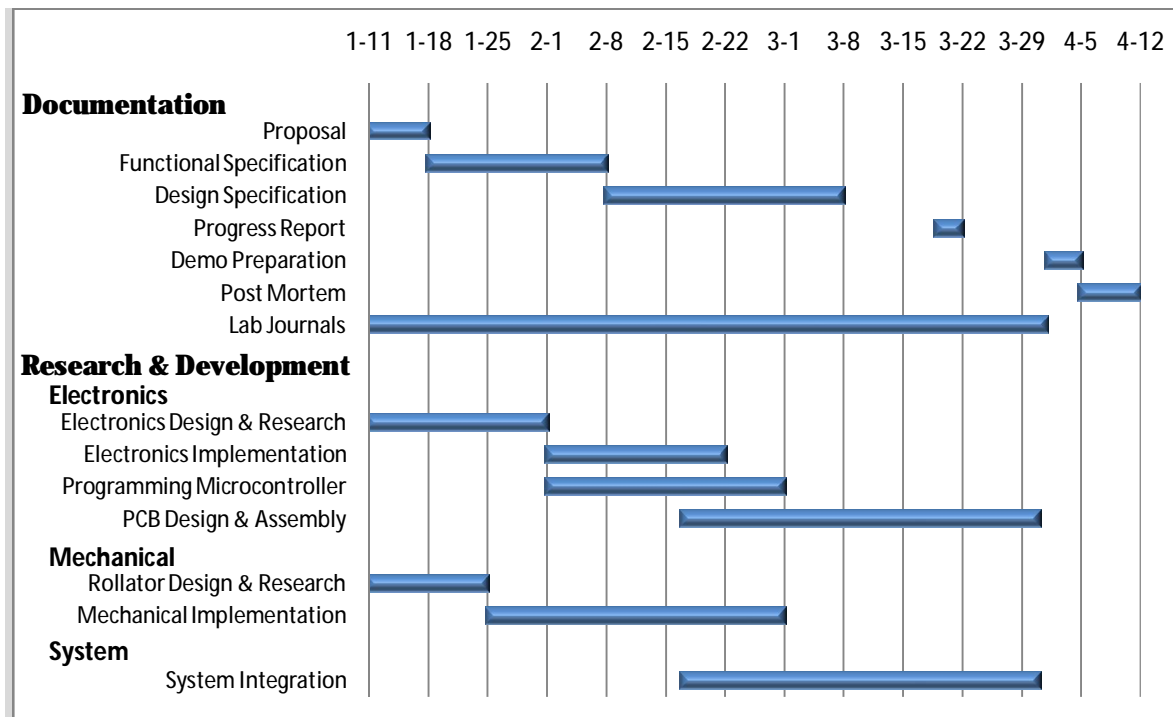 1-11 1-18 1-25 2-1 2-8 2-15 2-22 3-1 3-8 3-15 3-22 3-29 4-5 4-12
Documentation
Proposal
Functional Specification
Design Specification
Progress Report
Demo Preparation
Post Mortem
Lab Journals
Research & Development
Electronics
Electronics Design & Research
Electronics Implementation
Programming Microcontroller
PCB Design & Assembly
Mechanical
Rollator Design & Research
Mechanical Implementation
System
System Integration